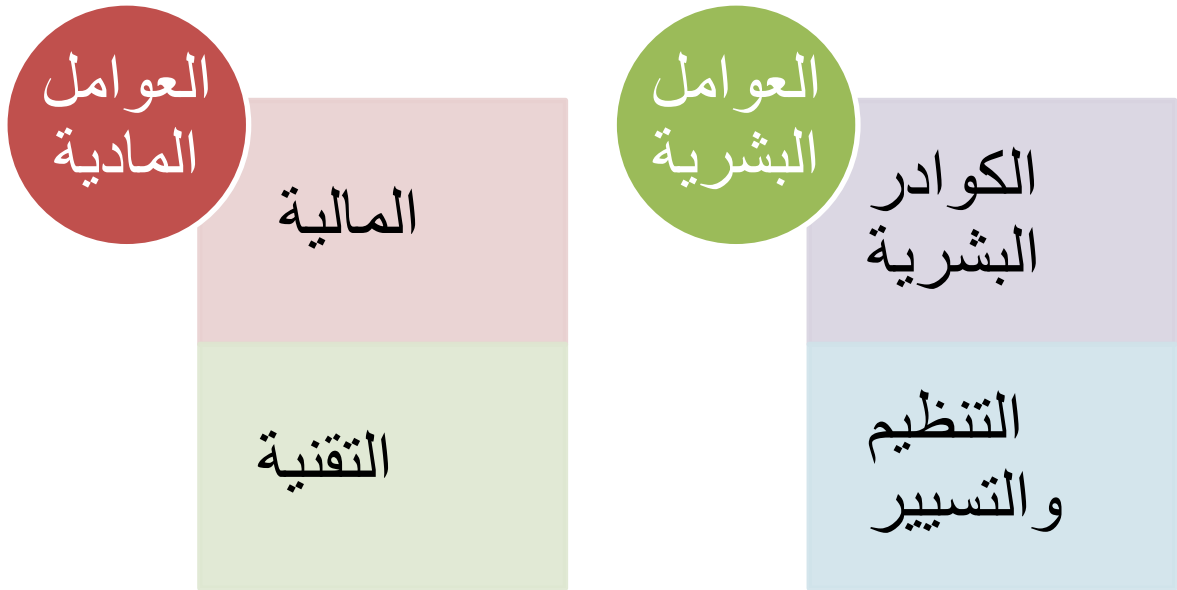 العوامل
البشرية
الكوادر
البشرية
التنظيم
والتسيير
العوامل
المادية
المالية
التقنية